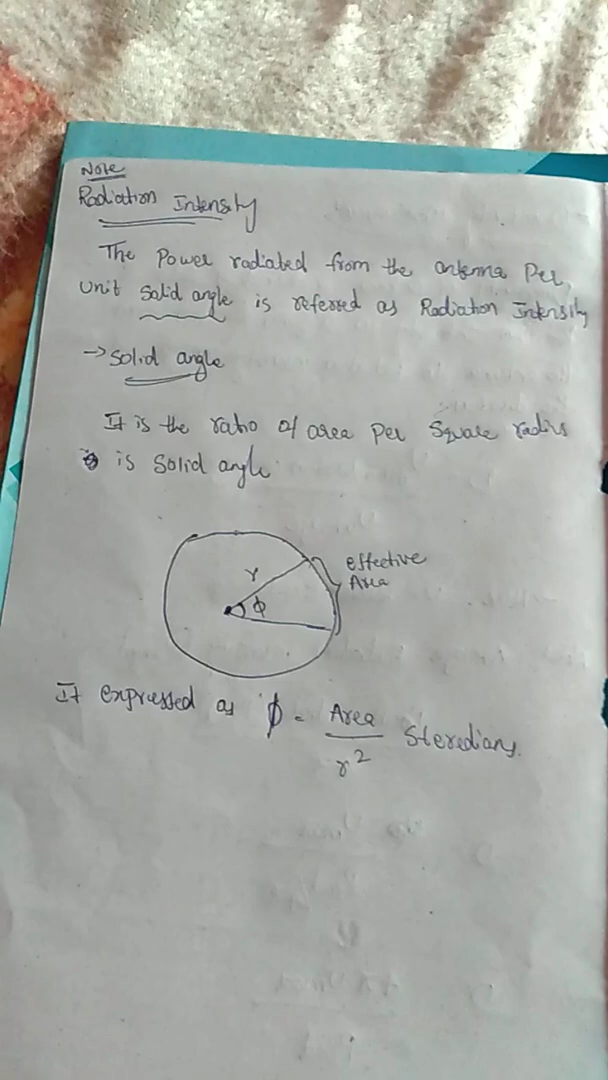 Note
Radiation Intensity
The Power radiated from the antenna Per
Unit Solid angle is referred as Radiation Intensity
→ Solid angle
It is the ratio of area Per Square radius
is Solid angle
r
ϕ
effective
Area
It expressed as ϕ = Area / r² Steredians.